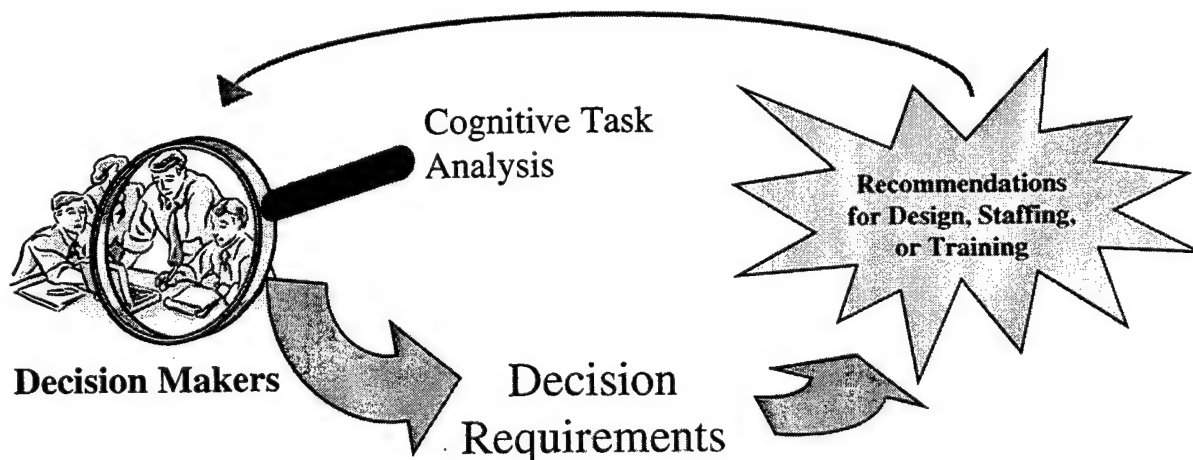 Cognitive Task
Analysis
Recommendations
for Design, Staffing,
or Training
Decision Makers
Decision
Requirements